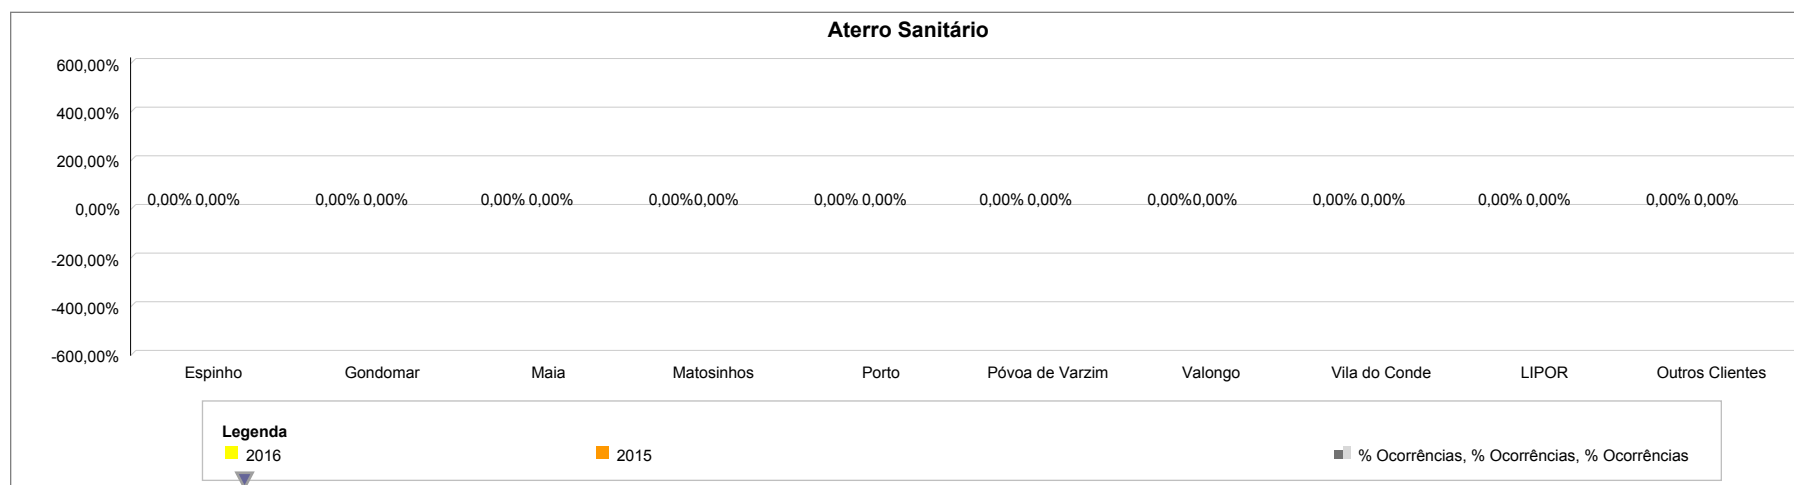 Aterro Sanitário
600,00%
400,00%
200,00%
0,00%
-200,00%
-400,00%
-600,00%
0,00% 0,00% 0,00% 0,00% 0,00% 0,00% 0,00%0,00% 0,00% 0,00% 0,00% 0,00% 0,00%0,00% 0,00% 0,00% 0,00% 0,00% 0,00% 0,00%
Espinho Gondomar Maia Matosinhos Porto Póvoa de Varzim Valongo Vila do Conde LIPOR Outros Clientes
Legenda
2016 2015 % Ocorrências, % Ocorrências, % Ocorrências